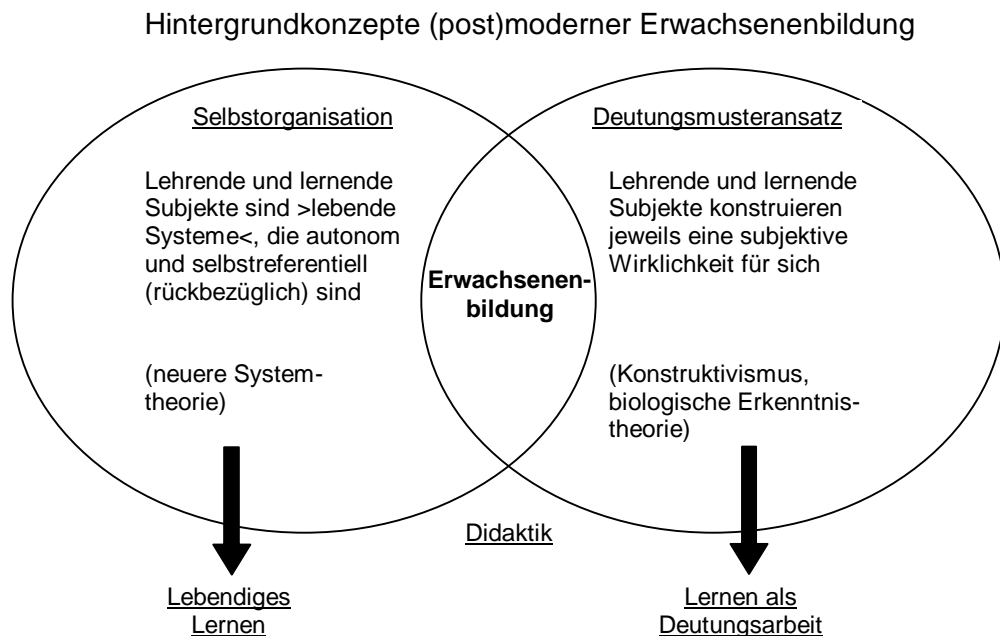 Hintergrundkonzepte (post)moderner Erwachsenenbildung
Selbstorganisation
Lehrende und lernende
Subjekte sind >lebende
Systeme<, die autonom
und selbstreferentiell
(rückbezüglich) sind
(neuere System-
theorie)
Erwachsenen-
bildung
Deutungsmusteransatz
Lehrende und lernende
Subjekte konstruieren
jeweils eine subjektive
Wirklichkeit für sich
(Konstruktivismus,
biologische Erkenntnis-
theorie)
Didaktik
Lebendiges
Lernen
Lernen als
Deutungsarbeit